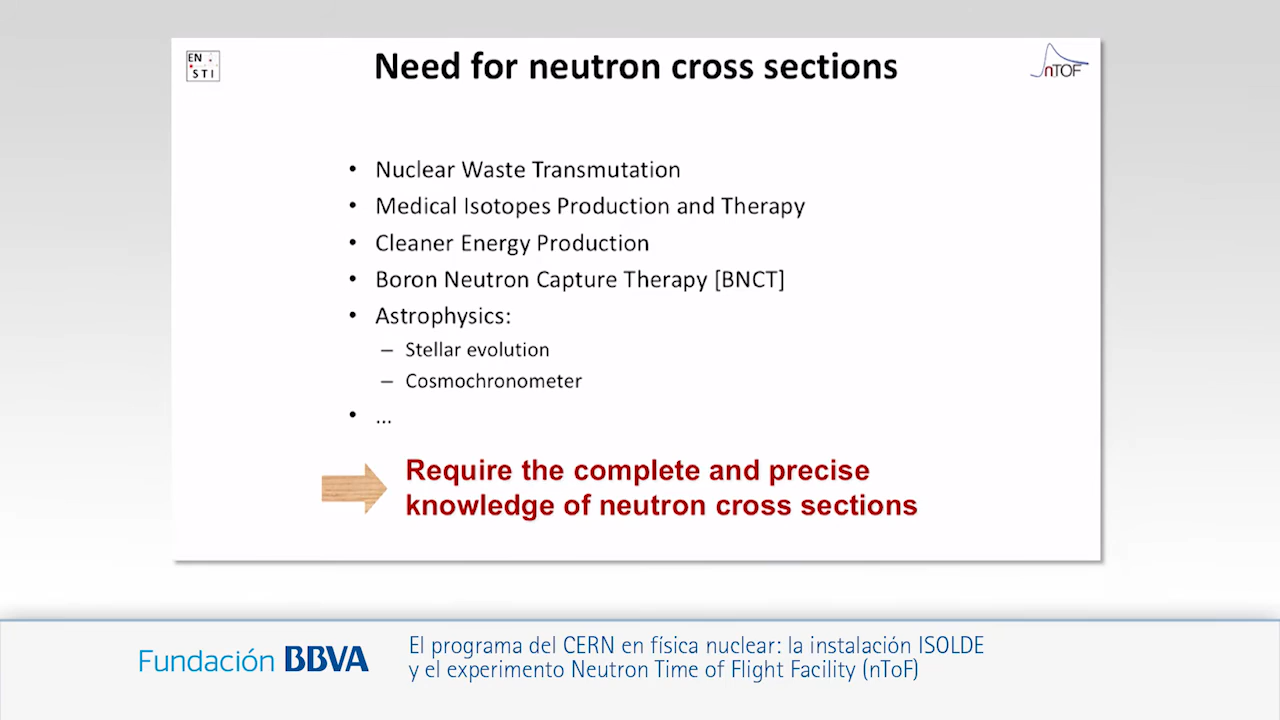 EN
STI
Need for neutron cross sections
nTOF
• Nuclear Waste Transmutation
• Medical Isotopes Production and Therapy
• Cleaner Energy Production
• Boron Neutron Capture Therapy [BNCT]
• Astrophysics:
– Stellar evolution
– Cosmochronometer
• ...
Require the complete and precise
knowledge of neutron cross sections
Fundación BBVA
El programa del CERN en física nuclear: la instalación ISOLDE
y el experimento Neutron Time of Flight Facility (nToF)